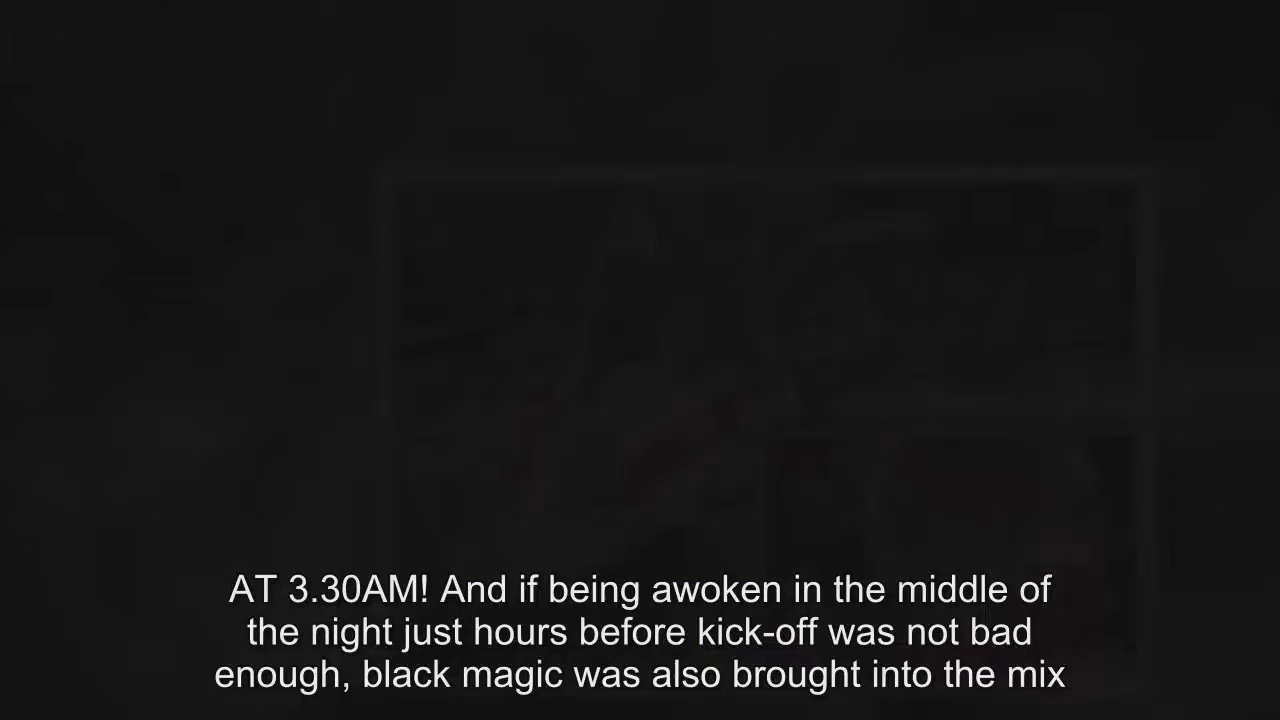 AT 3.30AM! And if being awoken in the middle of
the night just hours before kick-off was not bad
enough, black magic was also brought into the mix